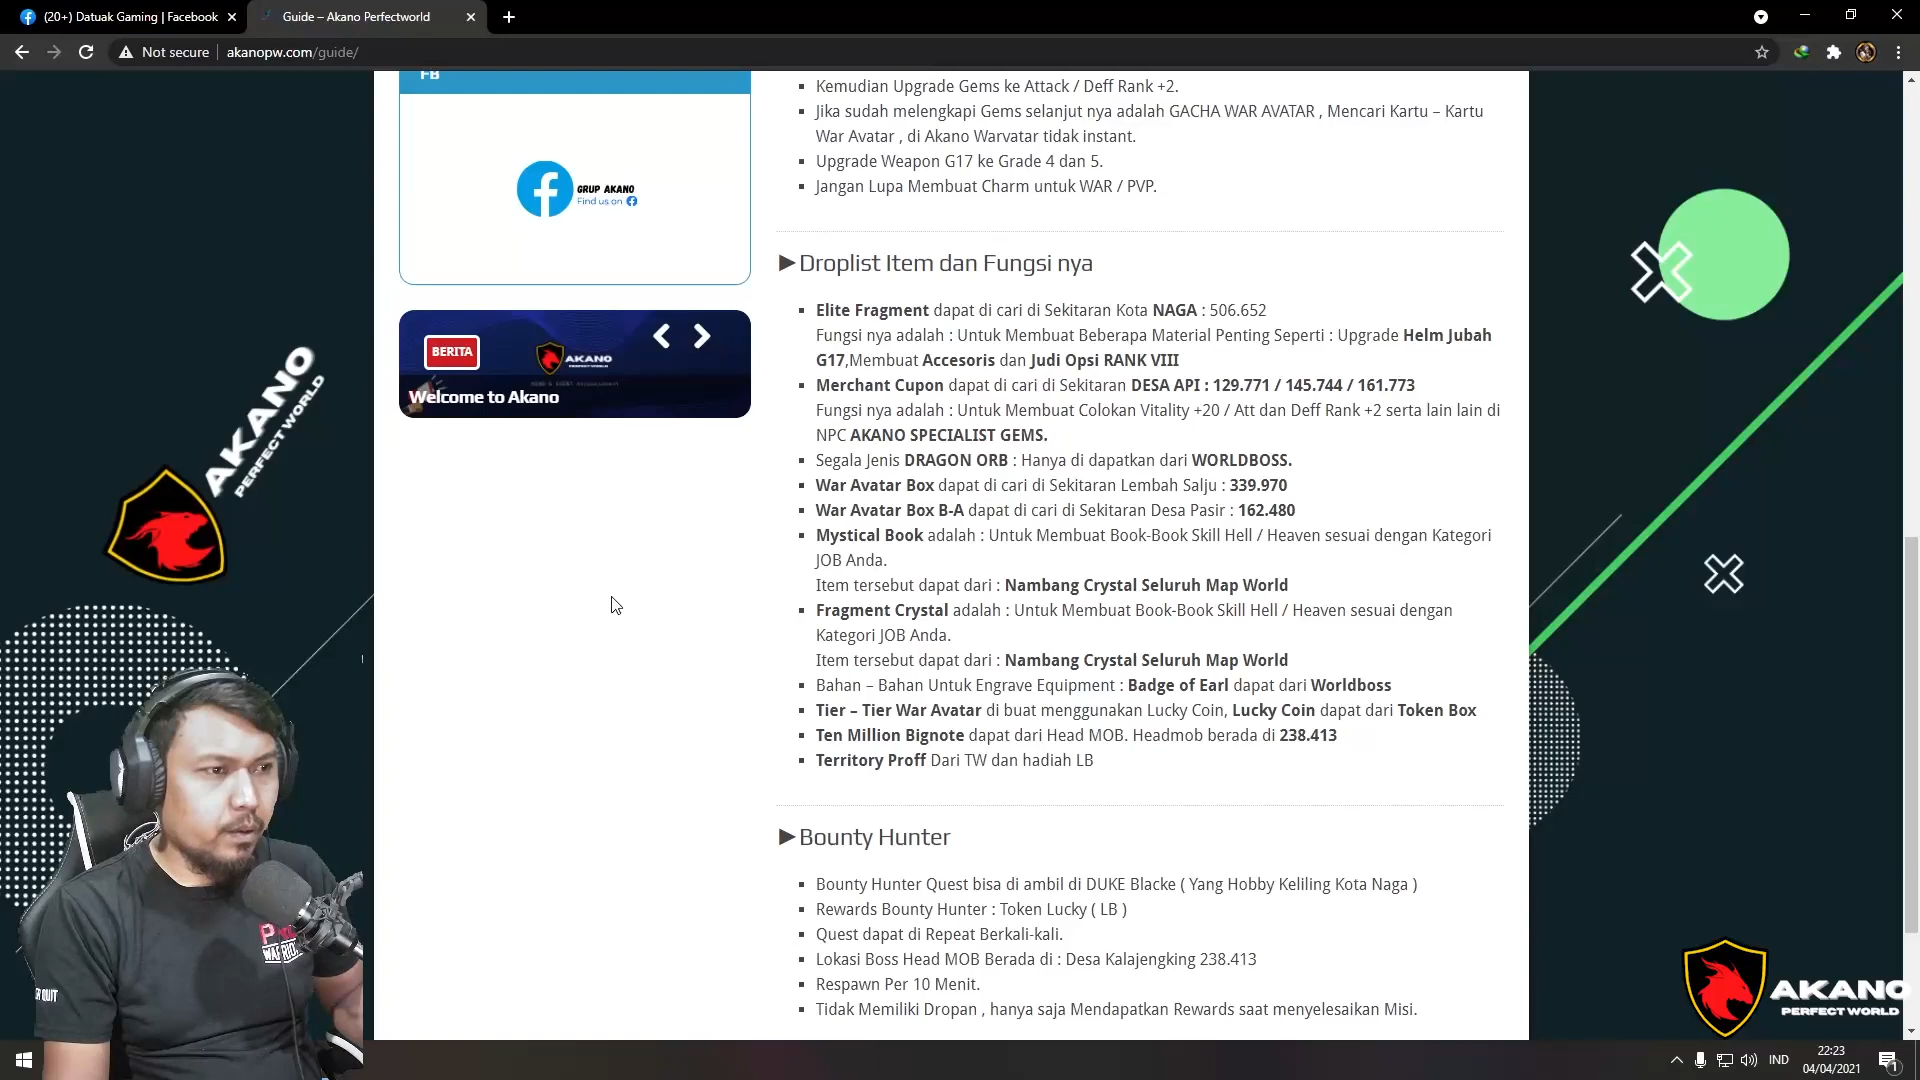 (20+) Datuak Gaming | Facebook
Guide – Akano Perfectworld
Not secure
akanopw.com/guide/
FB
GRUP AKANO
Find us on
BERITA
AKANO
PERFECT WORLD
Welcome to Akano
AKANO
PERFECT WORLD
Kemudian Upgrade Gems ke Attack / Deff Rank +2.
Jika sudah melengkapi Gems selanjut nya adalah GACHA WAR AVATAR , Mencari Kartu – Kartu
War Avatar , di Akano Warvatar tidak instant.
Upgrade Weapon G17 ke Grade 4 dan 5.
Jangan Lupa Membuat Charm untuk WAR / PVP.
►Droplist Item dan Fungsi nya
Elite Fragment dapat di cari di Sekitaran Kota NAGA : 506.652
Fungsi nya adalah : Untuk Membuat Beberapa Material Penting Seperti : Upgrade Helm Jubah
G17,Membuat Accesoris dan Judi Opsi RANK VIII
Merchant Cupon dapat di cari di Sekitaran DESA API : 129.771 / 145.744 / 161.773
Fungsi nya adalah : Untuk Membuat Colokan Vitality +20 / Att dan Deff Rank +2 serta lain lain di
NPC AKANO SPECIALIST GEMS.
Segala Jenis DRAGON ORB : Hanya di dapatkan dari WORLDBOSS.
War Avatar Box dapat di cari di Sekitaran Lembah Salju : 339.970
War Avatar Box B-A dapat di cari di Sekitaran Desa Pasir : 162.480
Mystical Book adalah : Untuk Membuat Book-Book Skill Hell / Heaven sesuai dengan Kategori
JOB Anda.
Item tersebut dapat dari : Nambang Crystal Seluruh Map World
Fragment Crystal adalah : Untuk Membuat Book-Book Skill Hell / Heaven sesuai dengan
Kategori JOB Anda.
Item tersebut dapat dari : Nambang Crystal Seluruh Map World
Bahan – Bahan Untuk Engrave Equipment : Badge of Earl dapat dari Worldboss
Tier – Tier War Avatar di buat menggunakan Lucky Coin, Lucky Coin dapat dari Token Box
Ten Million Bignote dapat dari Head MOB. Headmob berada di 238.413
Territory Proff Dari TW dan hadiah LB
►Bounty Hunter
Bounty Hunter Quest bisa di ambil di DUKE Blacke ( Yang Hobby Keliling Kota Naga )
Rewards Bounty Hunter : Token Lucky ( LB )
Quest dapat di Repeat Berkali-kali.
Lokasi Boss Head MOB Berada di : Desa Kalajengking 238.413
Respawn Per 10 Menit.
Tidak Memiliki Dropan , hanya saja Mendapatkan Rewards saat menyelesaikan Misi.
AKANO
PERFECT WORLD
IND
22:23
04/04/2021
1